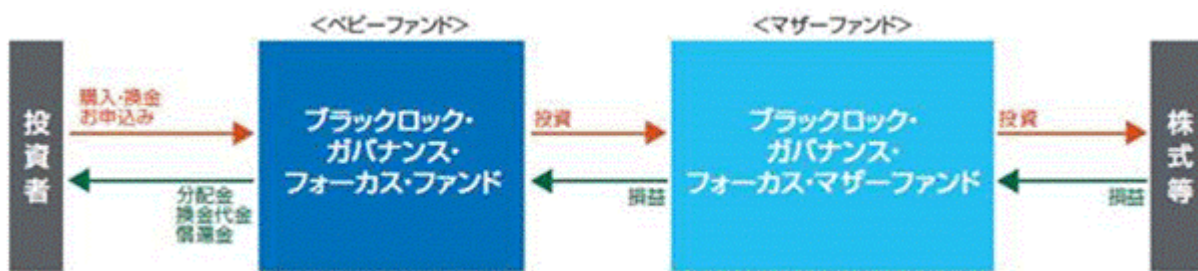 <ベビーファンド>
<マザーファンド>
投資者
購入・換金
お申込み
分配金
換金代金
償還金
ブラックロック・
ガバナンス・
フォーカス・ファンド
投資
損益
ブラックロック・
ガバナンス・
フォーカス・マザーファンド
投資
損益
株式等